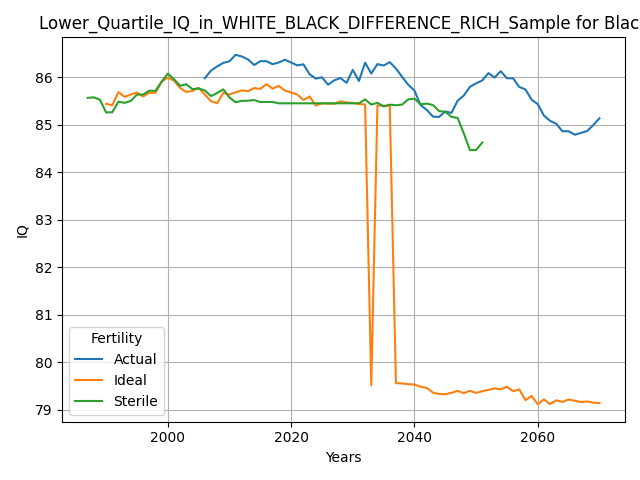 Lower_Quartile_IQ_in_WHITE_BLACK_DIFFERENCE_RICH_Sample for Blac
86
85
84
83
82
81
80
79
IQ
Fertility
Actual
Ideal
Sterile
2000 2020 2040 2060
Years